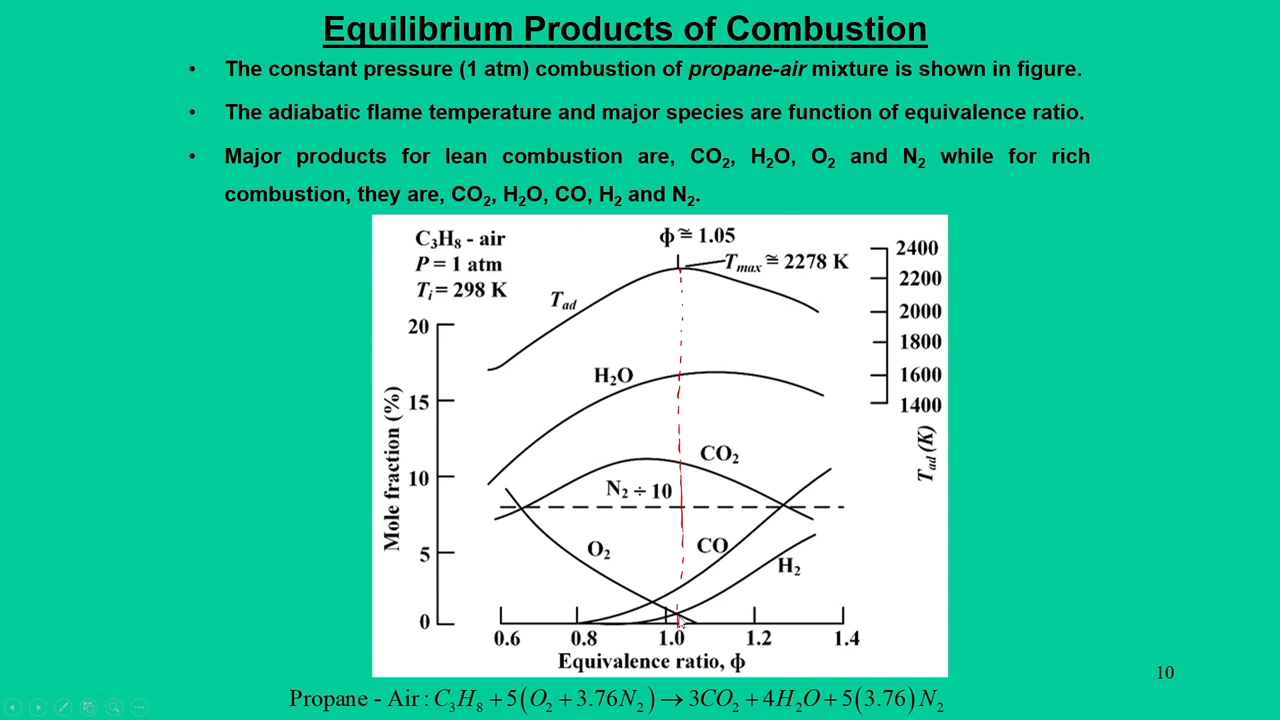 Equilibrium Products of Combustion
• The constant pressure (1 atm) combustion of propane-air mixture is shown in figure.
• The adiabatic flame temperature and major species are function of equivalence ratio.
• Major products for lean combustion are, CO₂, H₂O, O₂ and N₂ while for rich
combustion, they are, CO₂, H₂O, CO, H₂ and N₂.
C₃H₈ - air
P = 1 atm
Tᵢ = 298 K
ϕ ≅ 1.05
Tmax ≅ 2278 K
Tad
H₂O
CO₂
N₂ ÷ 10
O₂
CO
H₂
20
15
10
5
0
Mole fraction (%)
2400
2200
2000
1800
1600
1400
Tad (K)
0.6 0.8 1.0 1.2 1.4
Equivalence ratio, ϕ
10
Propane - Air : C₃H₈ + 5(O₂ + 3.76N₂) → 3CO₂ + 4H₂O + 5(3.76)N₂